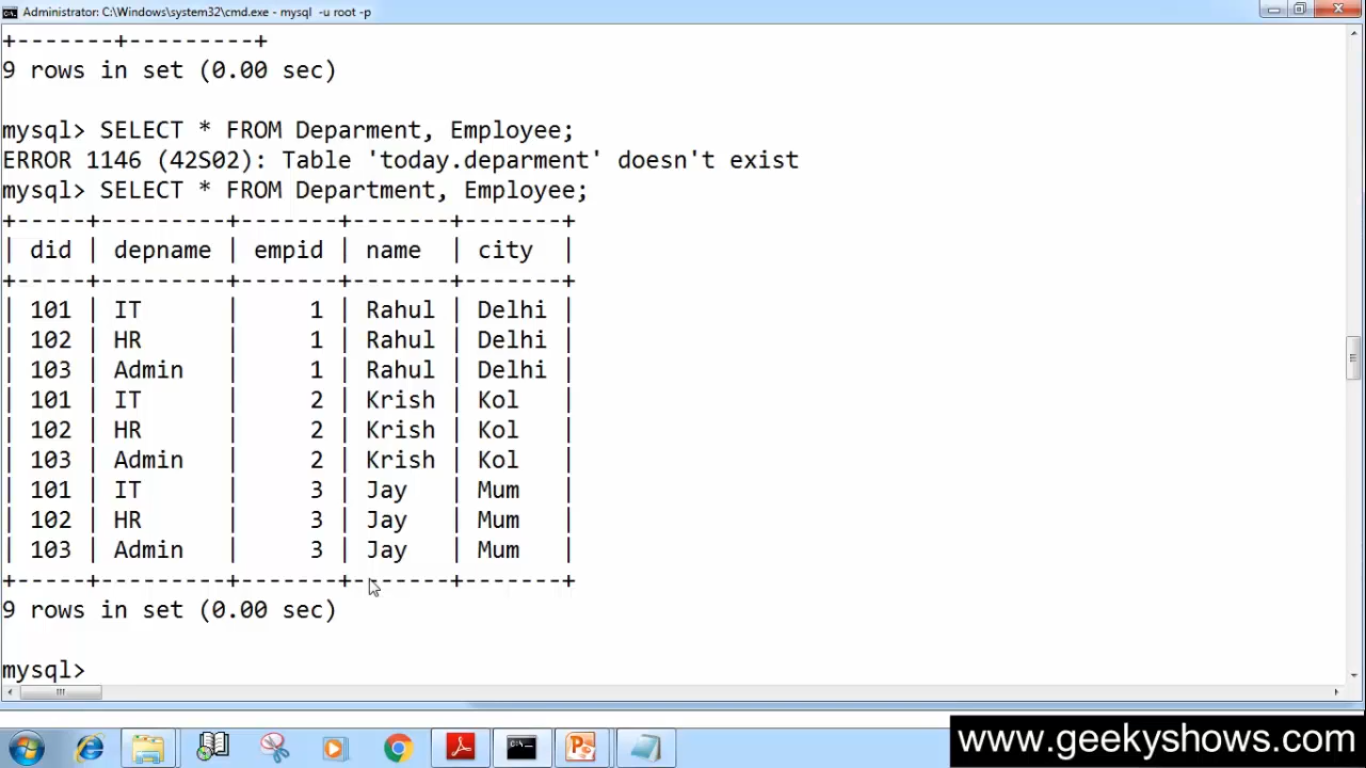 Administrator: C:\Windows\system32\cmd.exe - mysql -u root -p
+-------+---------+
9 rows in set (0.00 sec)
mysql> SELECT * FROM Deparment, Employee;
ERROR 1146 (42S02): Table 'today.deparment' doesn't exist
mysql> SELECT * FROM Department, Employee;
+-----+---------+-------+-------+-------+
| did | depname | empid | name  | city  |
+-----+---------+-------+-------+-------+
| 101 | IT      |     1 | Rahul | Delhi |
| 102 | HR      |     1 | Rahul | Delhi |
| 103 | Admin   |     1 | Rahul | Delhi |
| 101 | IT      |     2 | Krish | Kol   |
| 102 | HR      |     2 | Krish | Kol   |
| 103 | Admin   |     2 | Krish | Kol   |
| 101 | IT      |     3 | Jay   | Mum   |
| 102 | HR      |     3 | Jay   | Mum   |
| 103 | Admin   |     3 | Jay   | Mum   |
+-----+---------+-------+-------+-------+
9 rows in set (0.00 sec)
mysql>
www.geekyshows.com